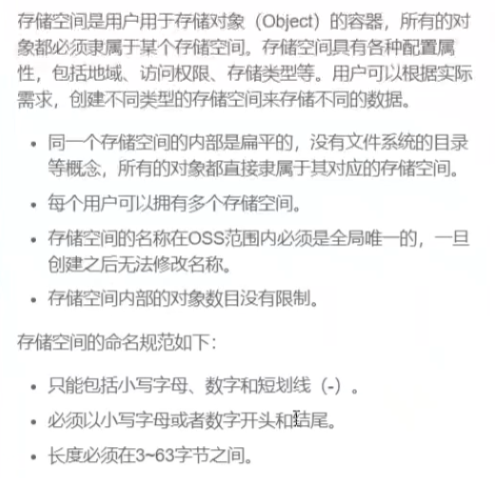 存储空间是用户用于存储对象（Object）的容器，所有的对
象都必须隶属于某个存储空间。存储空间具有各种配置属
性，包括地域、访问权限、存储类型等。用户可以根据实际
需求，创建不同类型的存储空间来存储不同的数据。
• 同一个存储空间的内部是扁平的，没有文件系统的目录
等概念，所有的对象都直接隶属于其对应的存储空间。
• 每个用户可以拥有多个存储空间。
• 存储空间的名称在OSS范围内必须是全局唯一的，一旦
创建之后无法修改名称。
• 存储空间内部的对象数目没有限制。
存储空间的命名规范如下：
• 只能包括小写字母、数字和短划线（-）。
• 必须以小写字母或者数字开头和结尾。
• 长度必须在3~63字节之间。